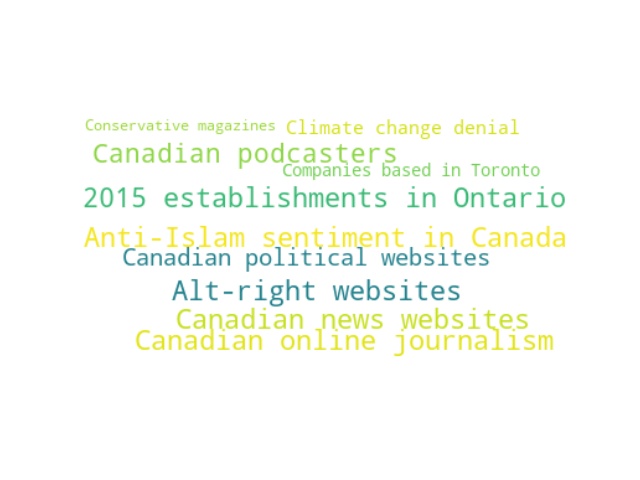 Conservative magazines
Climate change denial
Canadian podcasters
Companies based in Toronto
2015 establishments in Ontario
Anti-Islam sentiment in Canada
Canadian political websites
Alt-right websites
Canadian news websites
Canadian online journalism